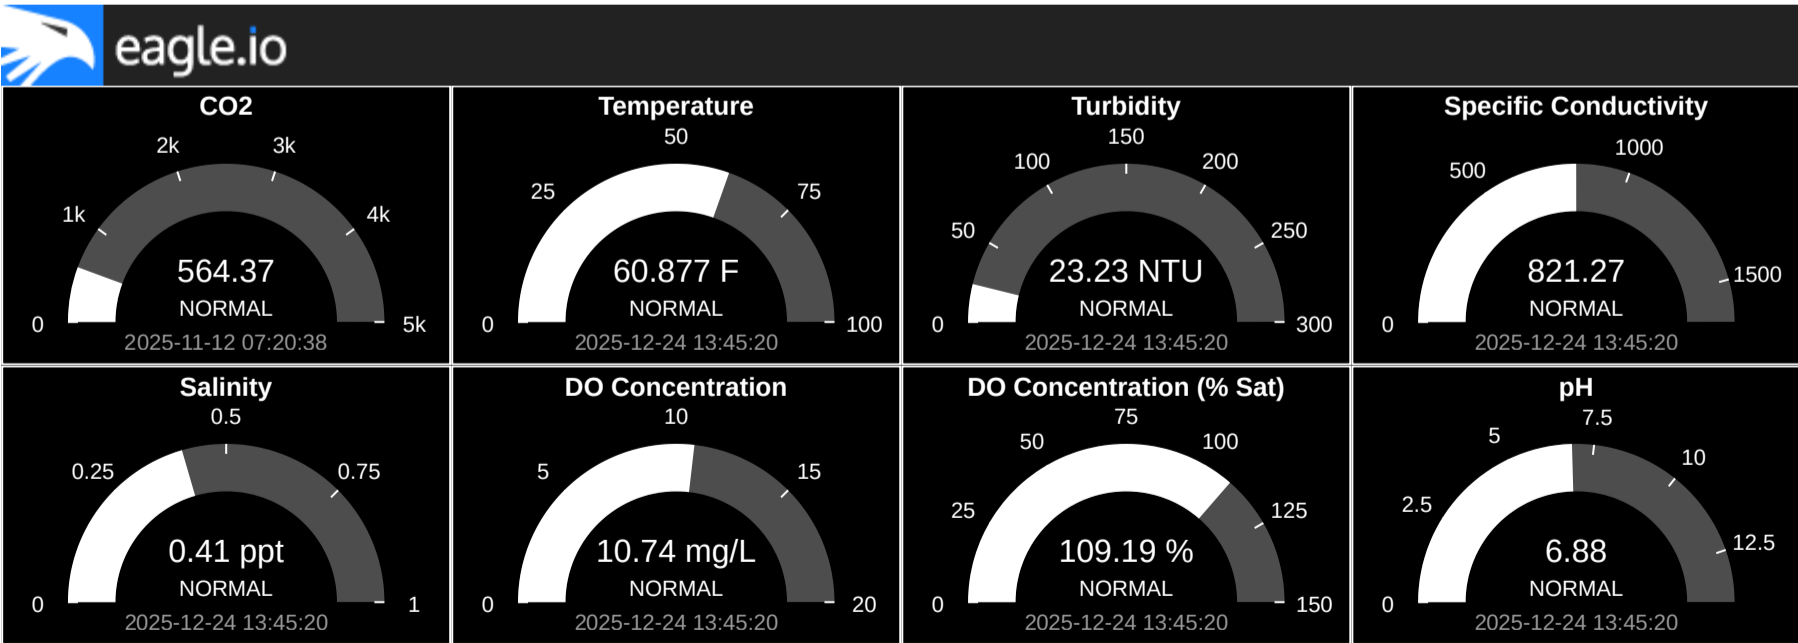 eagle.io
CO2
2k
3k
1k
4k
564.37
NORMAL
0
5k
2025-11-12 07:20:38
Temperature
50
25
75
60.877 F
NORMAL
0
100
2025-12-24 13:45:20
Turbidity
150
100
200
50
250
23.23 NTU
NORMAL
0
300
2025-12-24 13:45:20
Specific Conductivity
1000
500
1500
821.27
NORMAL
0
2025-12-24 13:45:20
Salinity
0.5
0.25
0.75
0.41 ppt
NORMAL
0
1
2025-12-24 13:45:20
DO Concentration
10
5
15
10.74 mg/L
NORMAL
0
20
2025-12-24 13:45:20
DO Concentration (% Sat)
75
50
100
25
125
109.19 %
NORMAL
0
150
2025-12-24 13:45:20
pH
7.5
5
10
2.5
12.5
6.88
NORMAL
0
2025-12-24 13:45:20